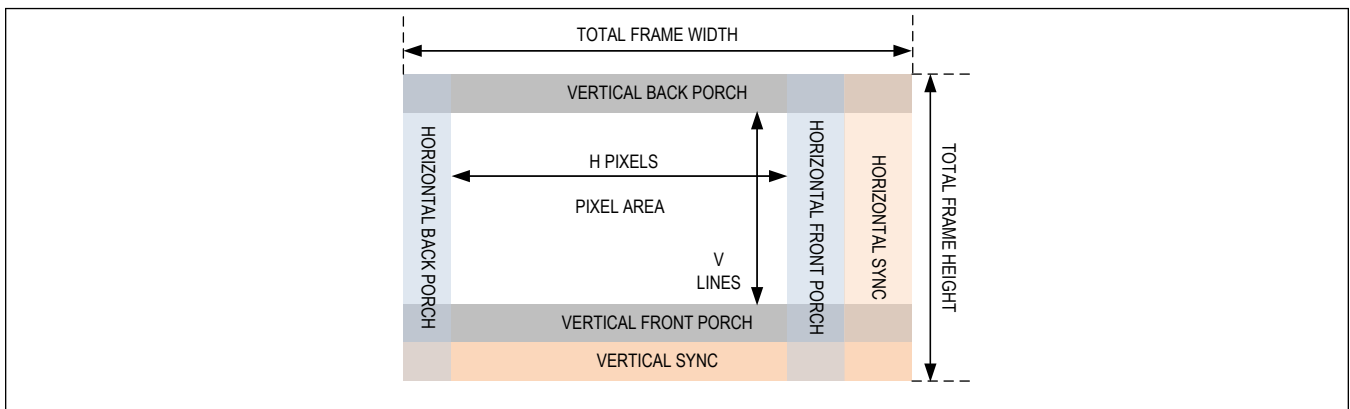 TOTAL FRAME WIDTH
VERTICAL BACK PORCH
HORIZONTAL BACK PORCH
H PIXELS
PIXEL AREA
V
LINES
HORIZONTAL FRONT PORCH
HORIZONTAL SYNC
TOTAL FRAME HEIGHT
VERTICAL FRONT PORCH
VERTICAL SYNC